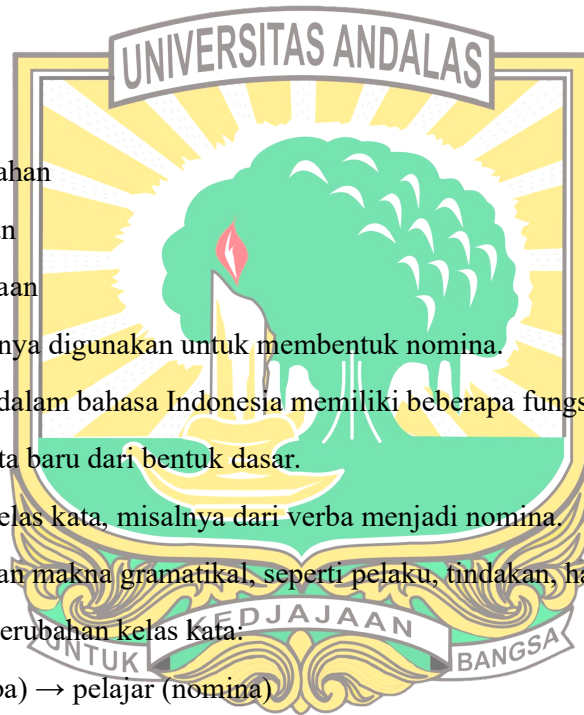 UNIVERSITAS ANDALAS
ahan
an
aan
nya digunakan untuk membentuk nomina.
dalam bahasa Indonesia memiliki beberapa fungs
ta baru dari bentuk dasar.
elas kata, misalnya dari verba menjadi nomina.
an makna gramatikal, seperti pelaku, tindakan, ha
erubahan kelas kata:
ba) → pelajar (nomina)
UNTUK KEDJAJAAN BANGSA